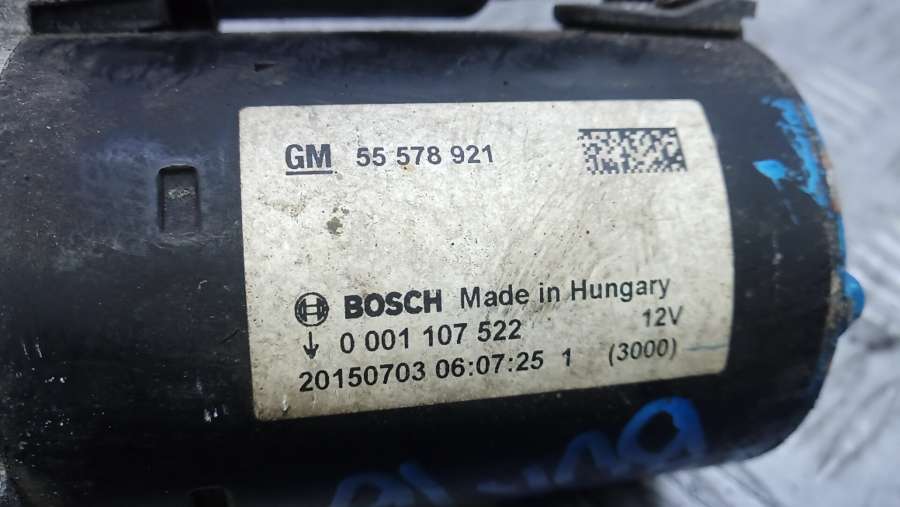 GM 55 578 921
BOSCH Made in Hungary
0 001 107 522 12V
20150703 06:07:25 1 (3000)